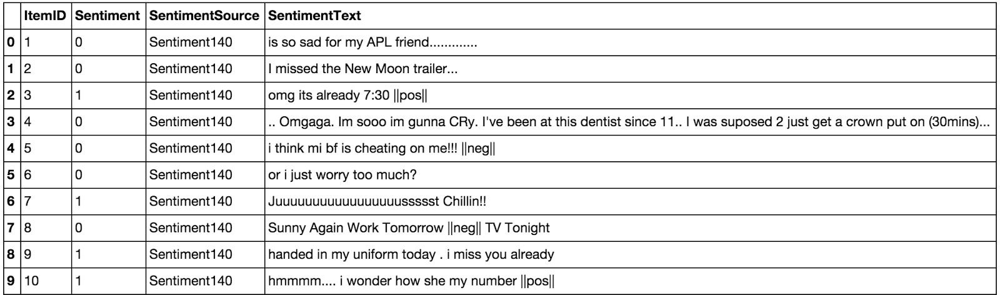 ItemID Sentiment SentimentSource SentimentText
0 1 0 Sentiment140 is so sad for my APL friend.............
1 2 0 Sentiment140 I missed the New Moon trailer...
2 3 1 Sentiment140 omg its already 7:30 ||pos||
3 4 0 Sentiment140 .. Omgaga. Im sooo im gunna CRy. I've been at this dentist since 11.. I was suposed 2 just get a crown put on (30mins)...
4 5 0 Sentiment140 i think mi bf is cheating on me!!! ||neg||
5 6 0 Sentiment140 or i just worry too much?
6 7 1 Sentiment140 Juuuuuuuuuuuuuuuuussssst Chillin!!
7 8 0 Sentiment140 Sunny Again Work Tomorrow ||neg|| TV Tonight
8 9 1 Sentiment140 handed in my uniform today . i miss you already
9 10 1 Sentiment140 hmmmm.... i wonder how she my number ||pos||